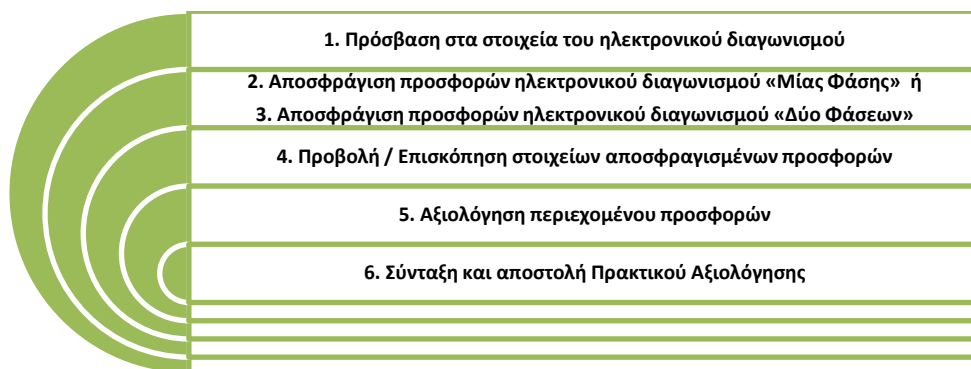 1. Πρόσβαση στα στοιχεία του ηλεκτρονικού διαγωνισμού
2. Αποσφράγιση προσφορών ηλεκτρονικού διαγωνισμού «Μίας Φάσης» ή
3. Αποσφράγιση προσφορών ηλεκτρονικού διαγωνισμού «Δύο Φάσεων»
4. Προβολή / Επισκόπηση στοιχείων αποσφραγισμένων προσφορών
5. Αξιολόγηση περιεχομένου προσφορών
6. Σύνταξη και αποστολή Πρακτικού Αξιολόγησης